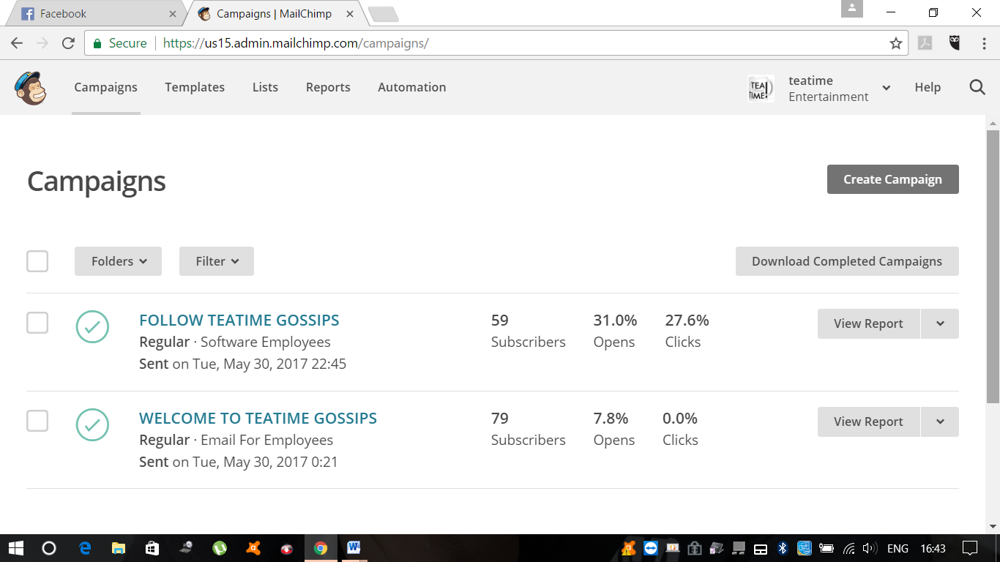 Facebook
Campaigns | MailChimp
Secure https://us15.admin.mailchimp.com/campaigns/
Campaigns Templates Lists Reports Automation
TEA TIME! teatime Entertainment
Help
Campaigns
Create Campaign
Folders Filter Download Completed Campaigns
FOLLOW TEATIME GOSSIPS 59 31.0% 27.6% View Report
Regular · Software Employees Subscribers Opens Clicks
Sent on Tue, May 30, 2017 22:45
WELCOME TO TEATIME GOSSIPS 79 7.8% 0.0% View Report
Regular · Email For Employees Subscribers Opens Clicks
Sent on Tue, May 30, 2017 0:21
ENG 16:43